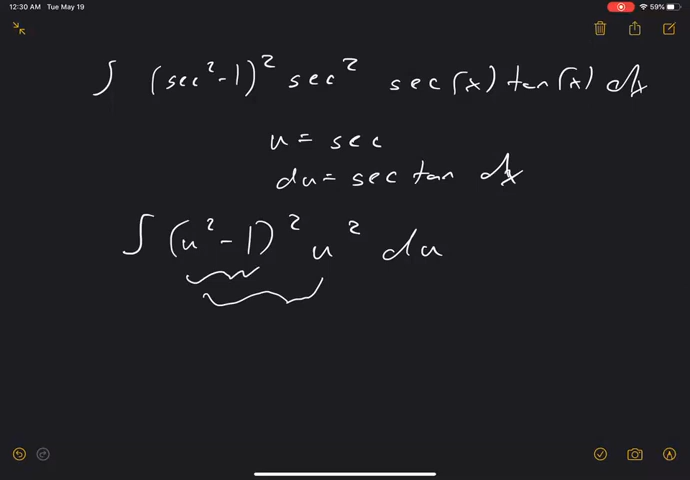 12:30 AM Tue May 19 59%
∫ (sec² - 1)² sec² sec(x) tan(x) dx
u = sec
du = sec tan dx
∫ (u² - 1)² u² du